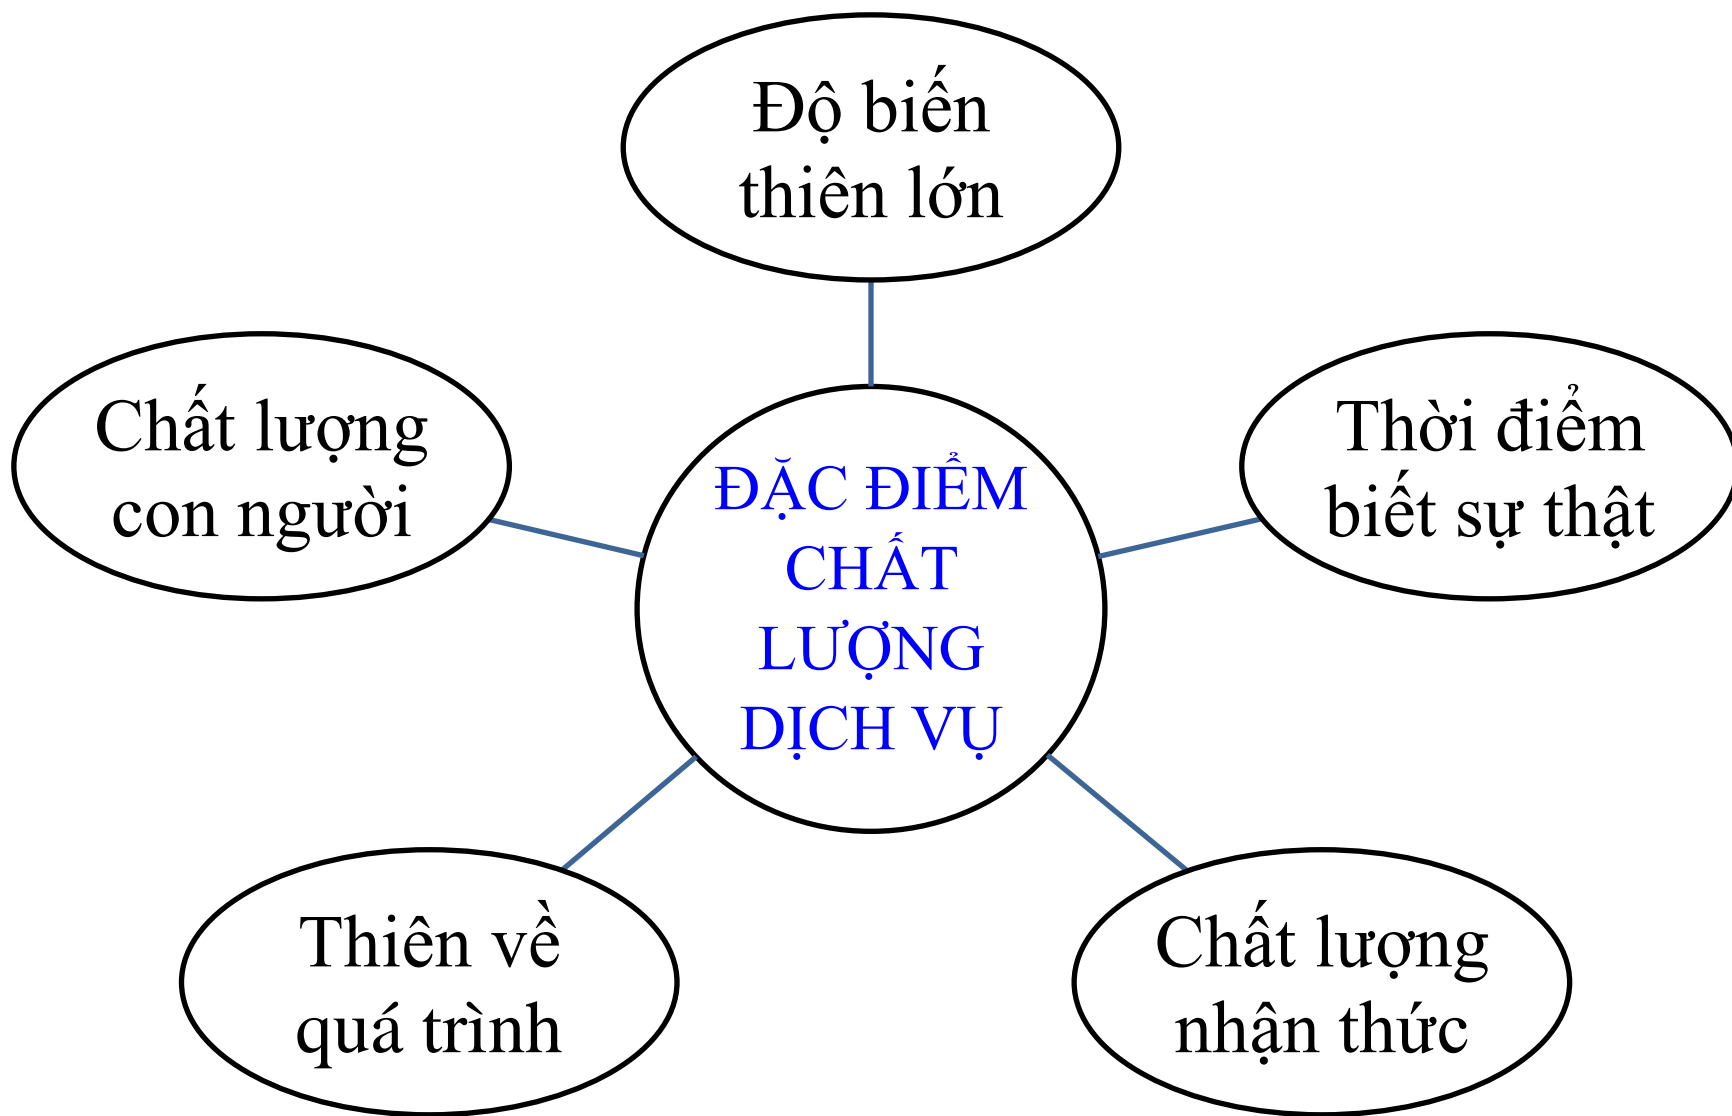 Độ biến
thiên lớn
Chất lượng
con người
Thời điểm
biết sự thật
ĐẶC ĐIỂM
CHẤT
LƯỢNG
DỊCH VỤ
Thiên về
quá trình
Chất lượng
nhận thức